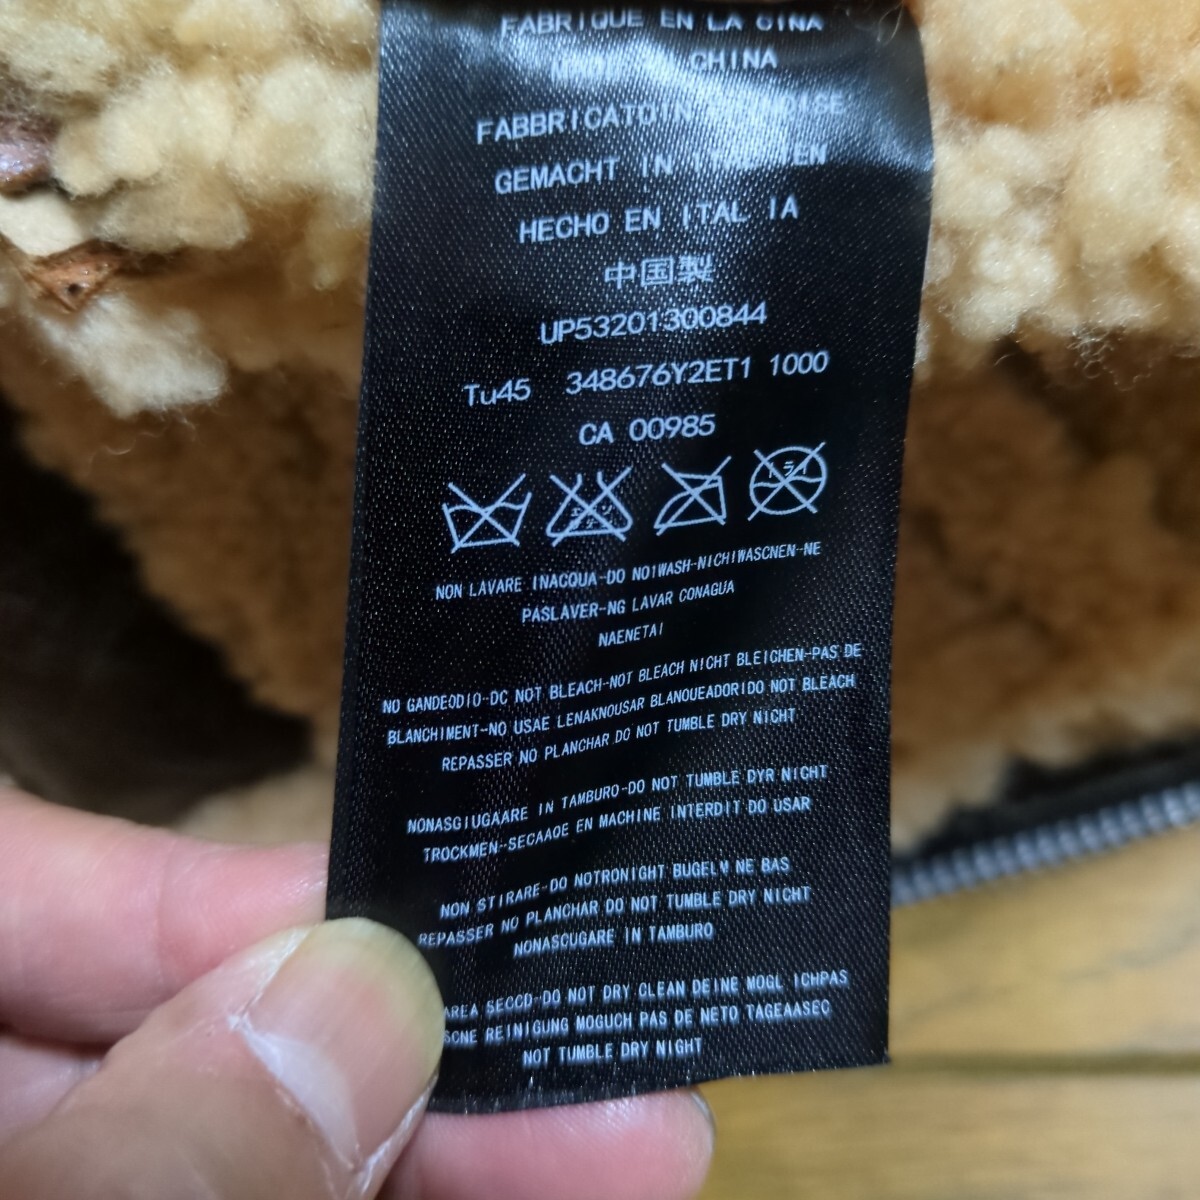 FABRIQUE EN LA CINA
CHINA
FABBRICATOIN
GEMACHT IN
HECHO EN ITAL IA
中国製
UP53201300844
Tu45 348676Y2ET1 1000
CA 00985
NON LAVARE INACQUA-DO NOIWASH-NICHIWASCNEN-NE
PASLAVER-NG LAVAR CONAGUA
NAENETAI
NO GANDEODIO-DC NOT BLEACH-NOT BLEACH NICHT BLEICHEN-PAS DE
BLANCHIMENT-NO USAE LENAKNOUSAR BLANOUEADORIDO NOT BLEACH
REPASSER NO PLANCHAR DO NOT TUMBLE DRY NICHT
NONASGIUGAARE IN TAMBURO-DO NOT TUMBLE DYR NICHT
TROCKMEN-SECAAOE EN MACHINE INTERDIT DO USAR
NON STIRARE-DO NOTRONIGHT BUGELM NE BAS
REPASSER NO PLANCHAR DO NOT TUMBLE DRY NIGHT
NONASCUGARE IN TAMBURO
AREA SECCD-DO NOT DRY CLEAN DEINE MOGL ICHPAS
SCNE REINIGUNG MOGUCH PAS DE NETO TAGEAASEC
NOT TUMBLE DRY NIGHT